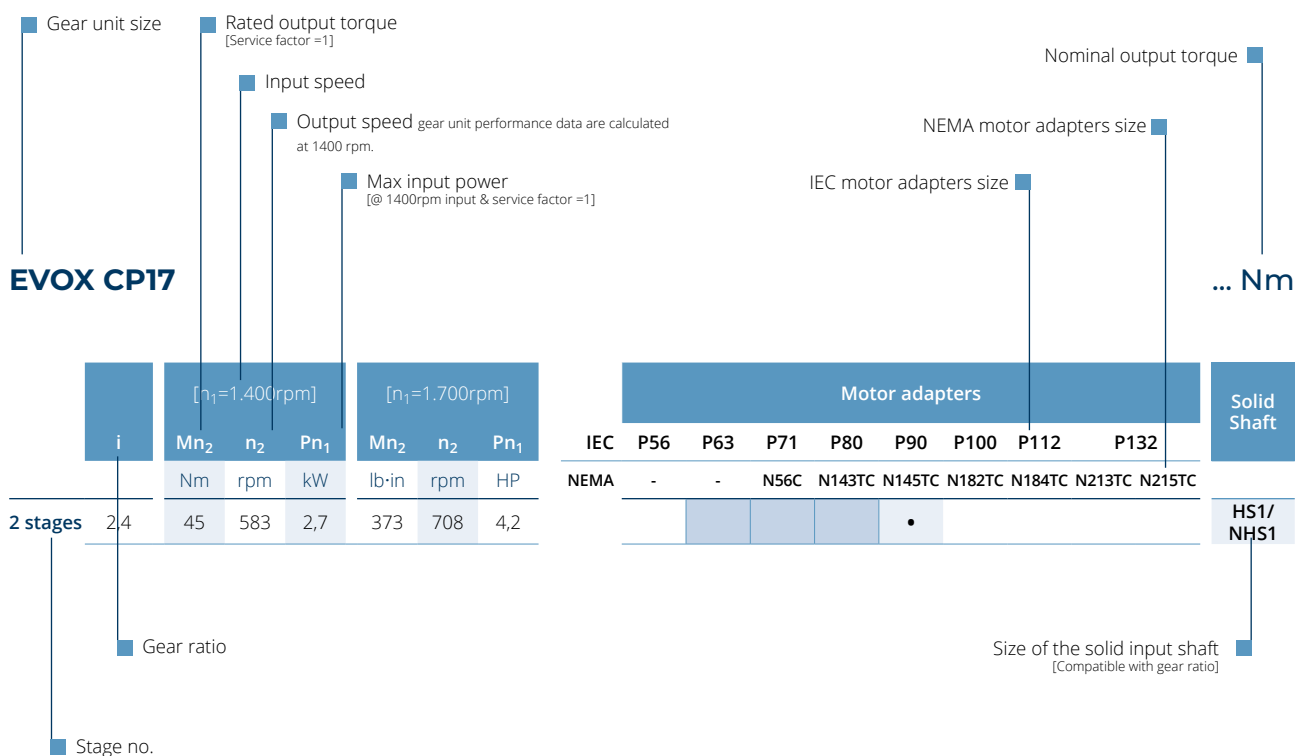 Gear unit size
Rated output torque
[Service factor =1]
Nominal output torque
Input speed
Output speed gear unit performance data are calculated
at 1400 rpm.
NEMA motor adapters size
Max input power
[@ 1400rpm input & service factor =1]
IEC motor adapters size
EVOX CP17
... Nm
[n₁=1.400rpm] [n₁=1.700rpm] Motor adapters Solid
Shaft
i Mn₂ n₂ Pn₁ Mn₂ n₂ Pn₁ IEC P56 P63 P71 P80 P90 P100 P112 P132
Nm rpm kW lb·in rpm HP NEMA - - N56C N143TC N145TC N182TC N184TC N213TC N215TC
2 stages 2,4 45 583 2,7 373 708 4,2 • HS1/
NHS1
Gear ratio
Size of the solid input shaft
[Compatible with gear ratio]
Stage no.